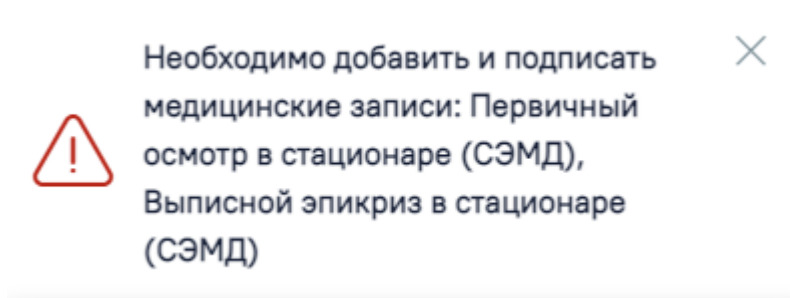 Необходимо добавить и подписать
медицинские записи: Первичный
осмотр в стационаре (СЭМД),
Выписной эпикриз в стационаре
(СЭМД)